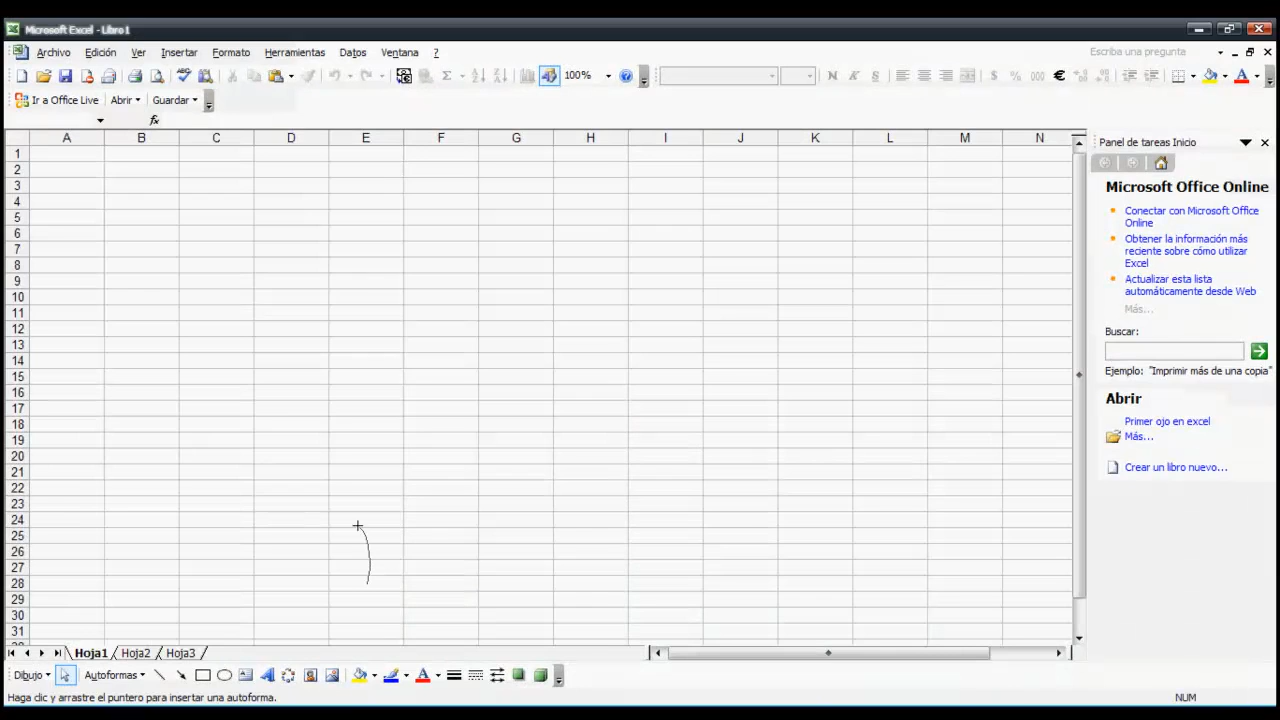 Microsoft Excel - Libro1
Archivo Edición Ver Insertar Formato Herramientas Datos Ventana ? Escriba una pregunta
100% N K S $ % 000 € A
Ir a Office Live Abrir Guardar
fx
A B C D E F G H I J K L M N
1
2
3
4
5
6
7
8
9
10
11
12
13
14
15
16
17
18
19
20
21
22
23
24
25
26
27
28
29
30
31
Panel de tareas Inicio
Microsoft Office Online
Conectar con Microsoft Office
Online
Obtener la información más
reciente sobre cómo utilizar
Excel
Actualizar esta lista
automáticamente desde Web
Más...
Buscar:
Ejemplo: "Imprimir más de una copia"
Abrir
Primer ojo en excel
Más...
Crear un libro nuevo...
Hoja1 Hoja2 Hoja3
Dibujo Autoformas A A
Haga clic y arrastre el puntero para insertar una autoforma. NUM